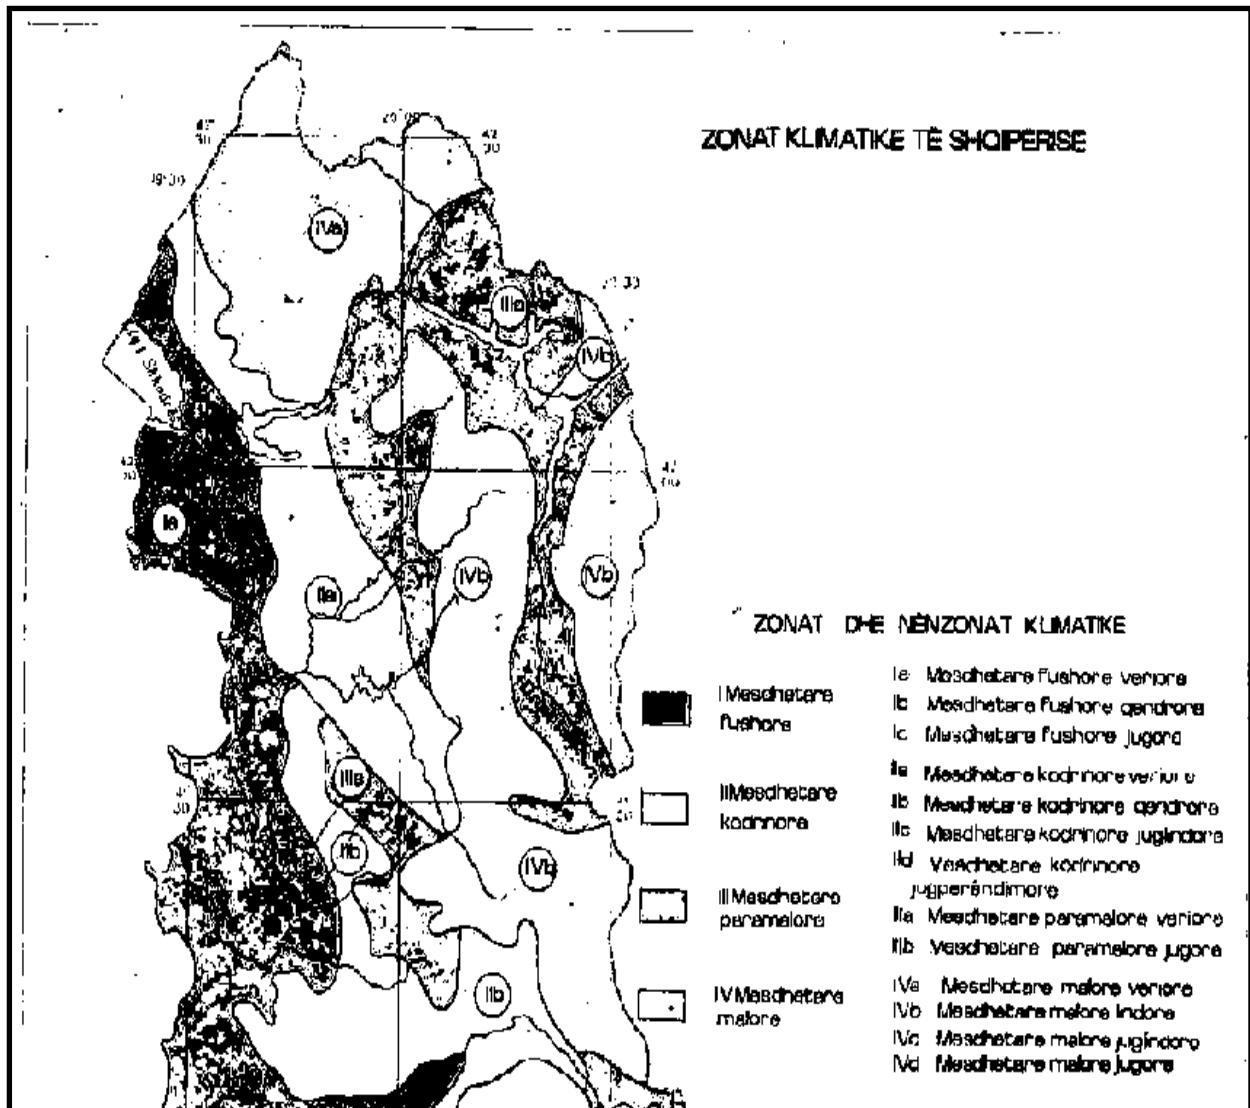 ZONAT KLIMATIKE TË SHQIPERISE
19°30
IVa
IIIa
IVb
Ia
IIa
IVb
IVb
IIIa
IIb
IVb
IIb
ZONAT DHE NËNZONAT KLIMATIKE
I Mesdhetare
fushore
II Mesdhetare
kodrinore
III Mesdhetare
paramalore
IV Mesdhetare
malore
Ia Mesdhetare fushore veriore
Ib Mesdhetare fushore qendrore
Ic Mesdhetare fushore jugore
IIa Mesdhetare kodrinore veriore
IIb Mesdhetare kodrinore qendrore
IIc Mesdhetare kodrinore juglindore
IId Mesdhetare kodrinore
jugperëndimore
IIIa Mesdhetare paramalore veriore
IIIb Mesdhetare paramalore jugore
IVa Mesdhetare malore veriore
IVb Mesdhetare malore lindore
IVc Mesdhetare malore juglindore
IVd Mesdhetare malore jugore